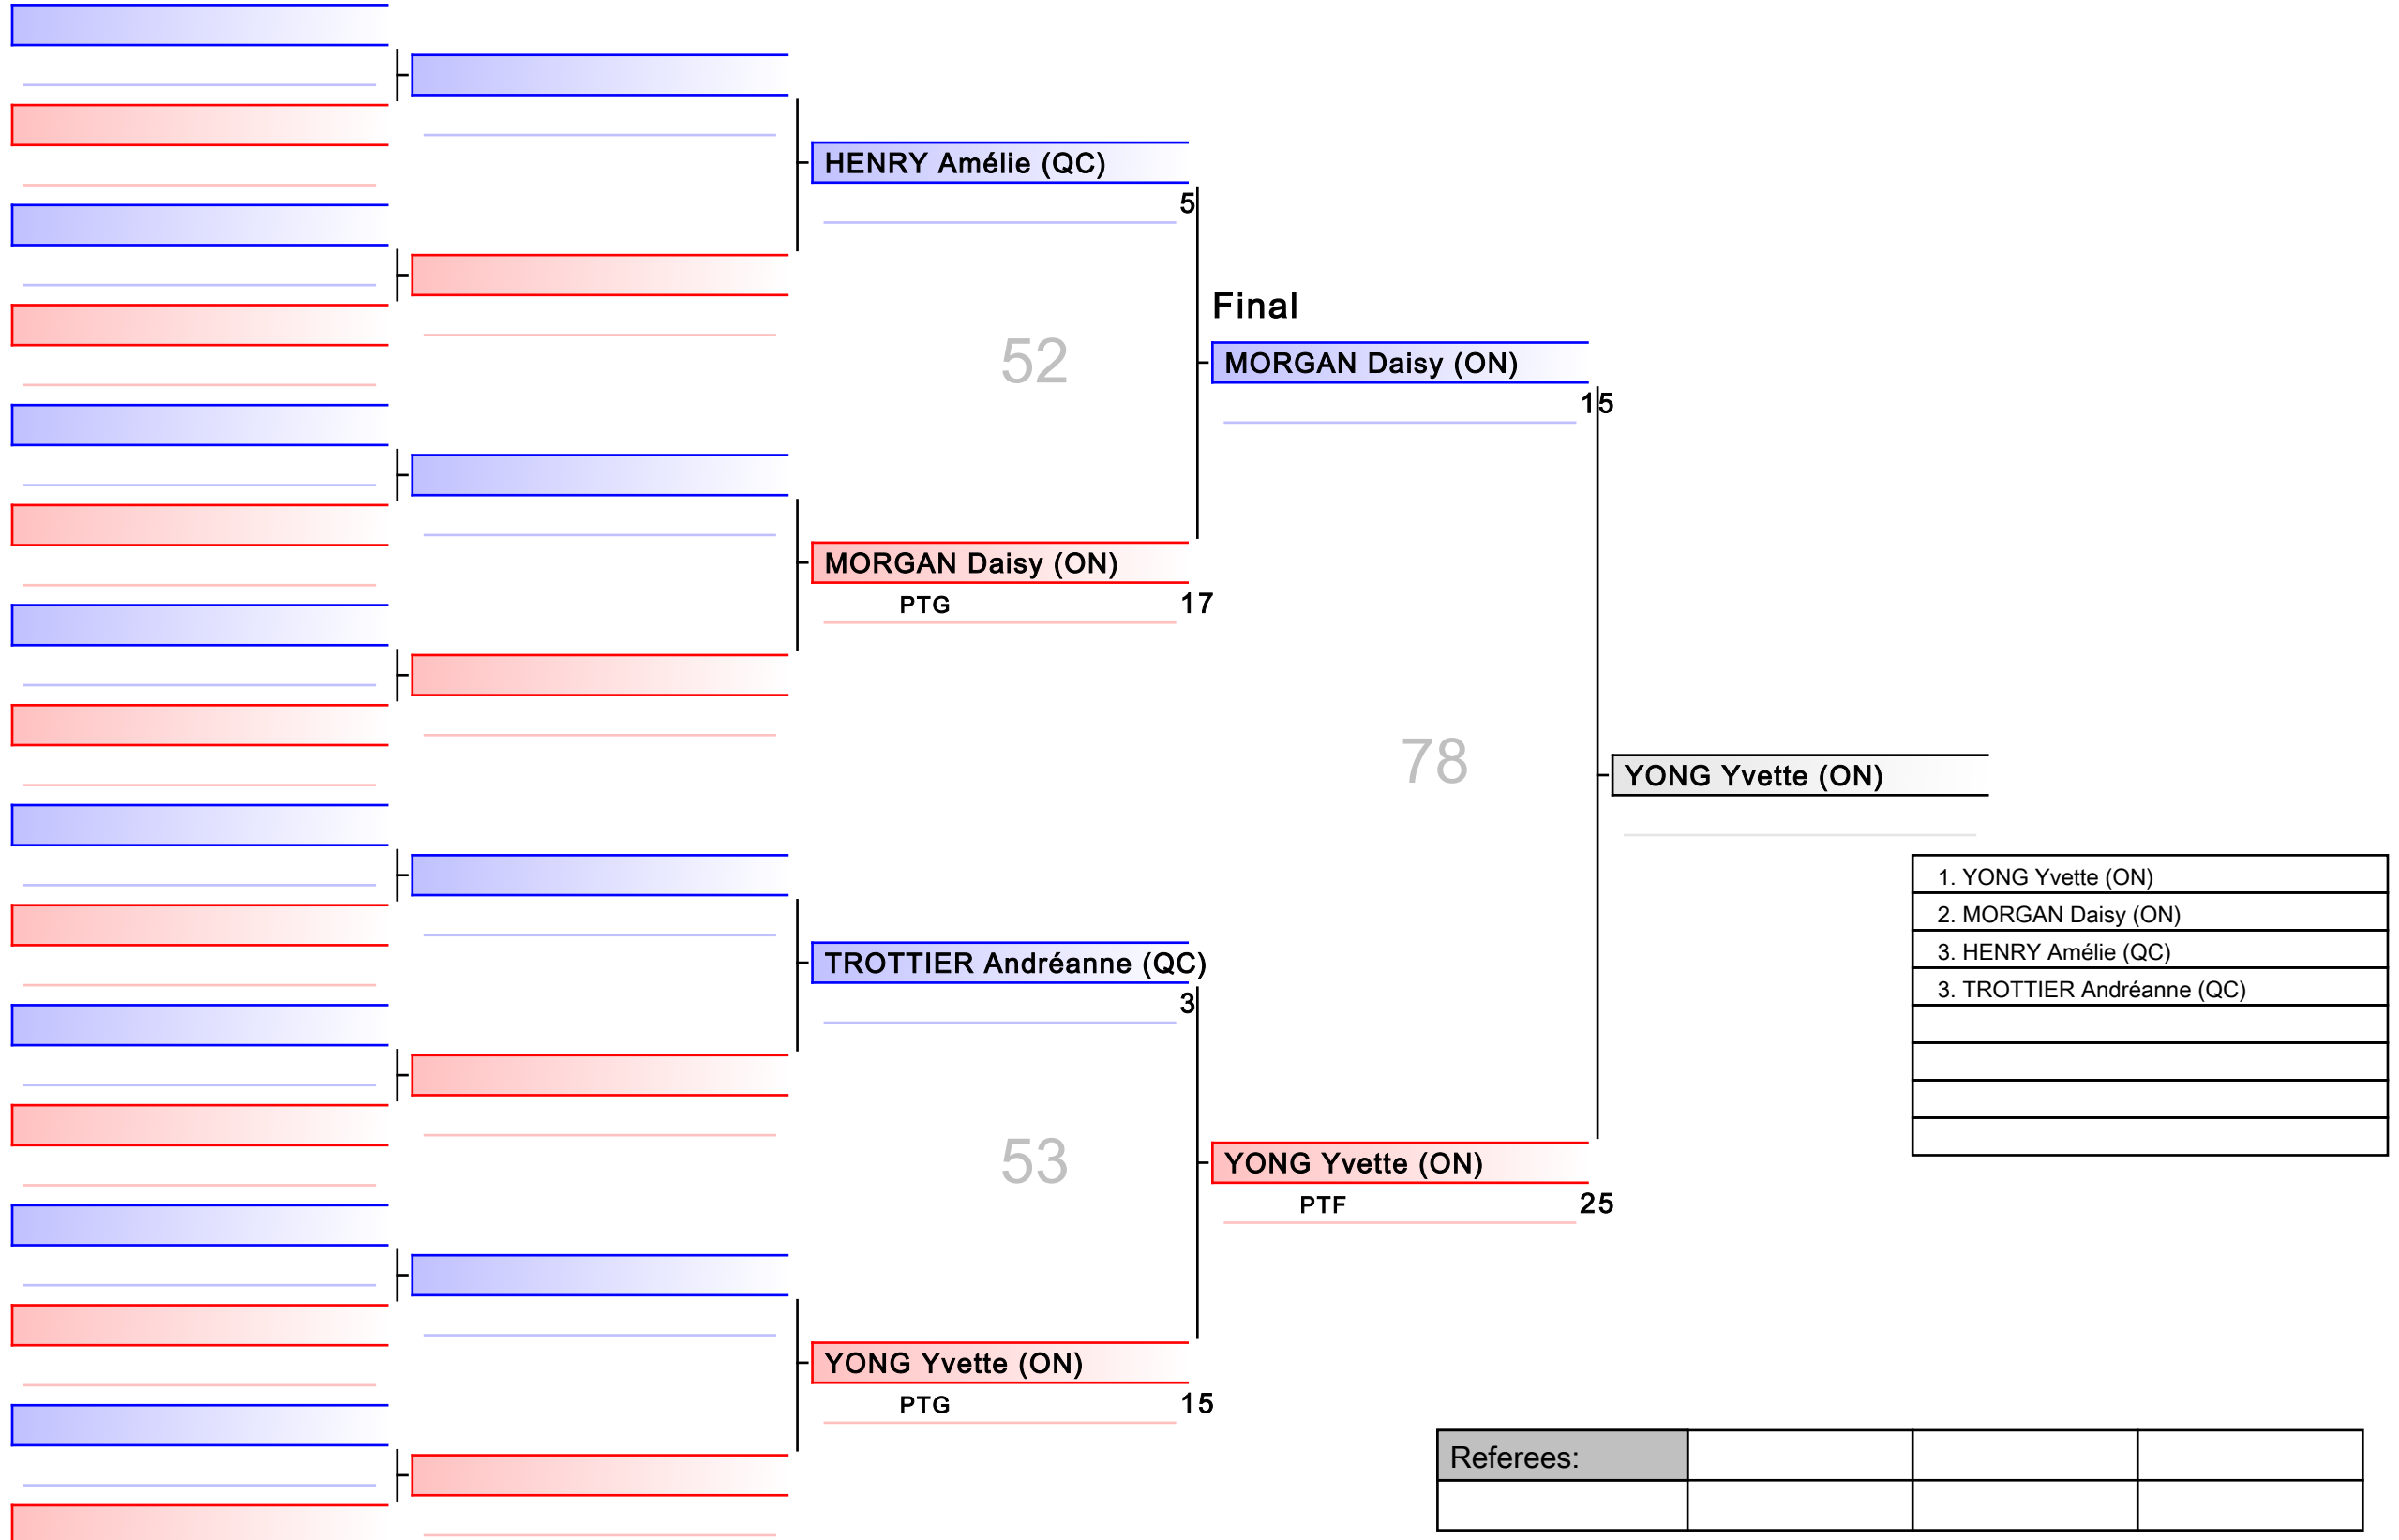 HENRY Amélie (QC)
5
52
Final
MORGAN Daisy (ON)
15
MORGAN Daisy (ON)
PTG 17
78
YONG Yvette (ON)
1. YONG Yvette (ON)
2. MORGAN Daisy (ON)
3. HENRY Amélie (QC)
3. TROTTIER Andréanne (QC)
TROTTIER Andréanne (QC)
3
53
YONG Yvette (ON)
PTF 25
YONG Yvette (ON)
PTG 15
Referees: